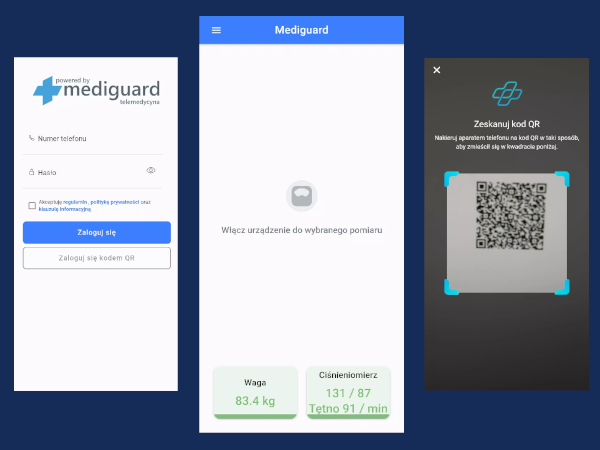 powered by
mediguard
telemedycyna
Numer telefonu
Hasło
Akceptuję regulamin, politykę prywatności oraz
klauzulę informacyjną
Zaloguj się
Zaloguj się kodem QR
Mediguard
Włącz urządzenie do wybranego pomiaru
Waga
83.4 kg
Ciśnieniomierz
131 / 87
Tętno 91 / min
Zeskanuj kod QR
Nakieruj aparatem telefonu na kod QR w taki sposób,
aby zmieścił się w kwadracie poniżej.